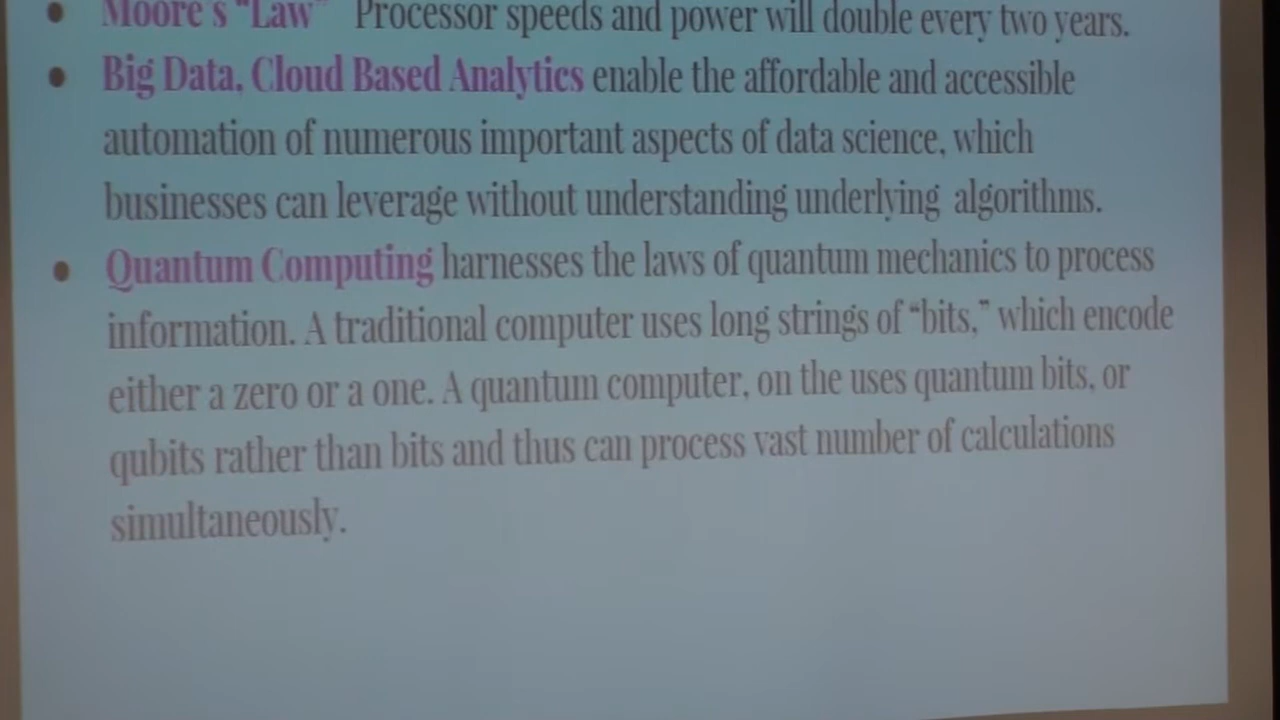 • Moore's "Law" Processor speeds and power will double every two years.
• Big Data, Cloud Based Analytics enable the affordable and accessible
automation of numerous important aspects of data science, which
businesses can leverage without understanding underlying algorithms.
• Quantum Computing harnesses the laws of quantum mechanics to process
information. A traditional computer uses long strings of “bits,” which encode
either a zero or a one. A quantum computer, on the uses quantum bits, or
qubits rather than bits and thus can process vast number of calculations
simultaneously.